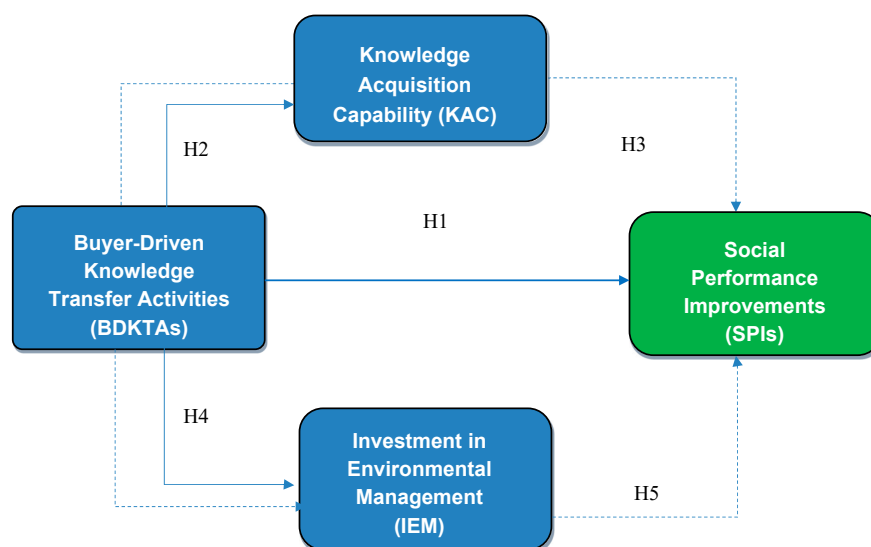 Knowledge
Acquisition
Capability (KAC)
H2
H3
H1
Buyer-Driven
Knowledge
Transfer Activities
(BDKTAs)
Social
Performance
Improvements
(SPIs)
H4
Investment in
Environmental
Management
(IEM)
H5